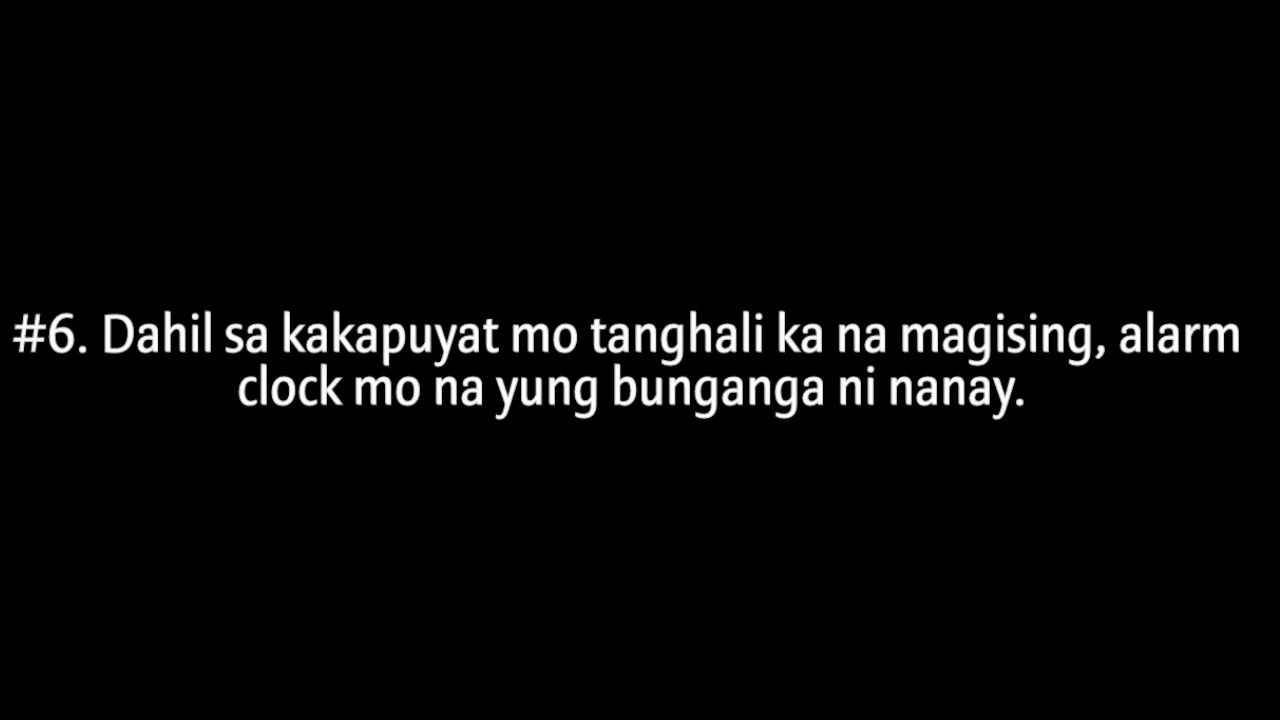 #6. Dahil sa kakapuyat mo tanghali ka na magising, alarm
clock mo na yung bunganga ni nanay.